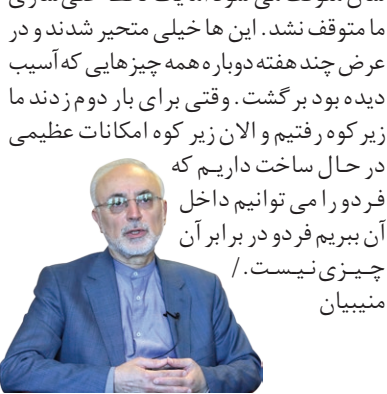 ما متوقف نشد. این ها خیلی متحیر شدند و در
عرض چند هفته دوباره همه چیزهایی که آسیب
دیده بود برگشت. وقتی برای بار دوم زدند ما
زیر کوه رفتیم و الان زیر کوه امکانات عظیمی
در حال ساخت داریم که
فردو را می توانیم داخل
آن ببریم فردو در برابر آن
چیزی نیست. /
منیبیان